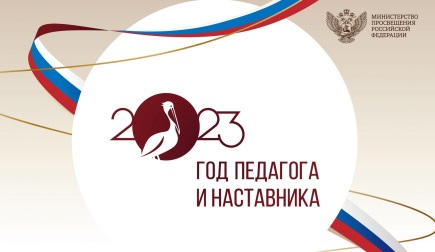 МИНИСТЕРСТВО
ПРОСВЕЩЕНИЯ
РОССИЙСКОЙ
ФЕДЕРАЦИИ
2023
ГОД ПЕДАГОГА
И НАСТАВНИКА